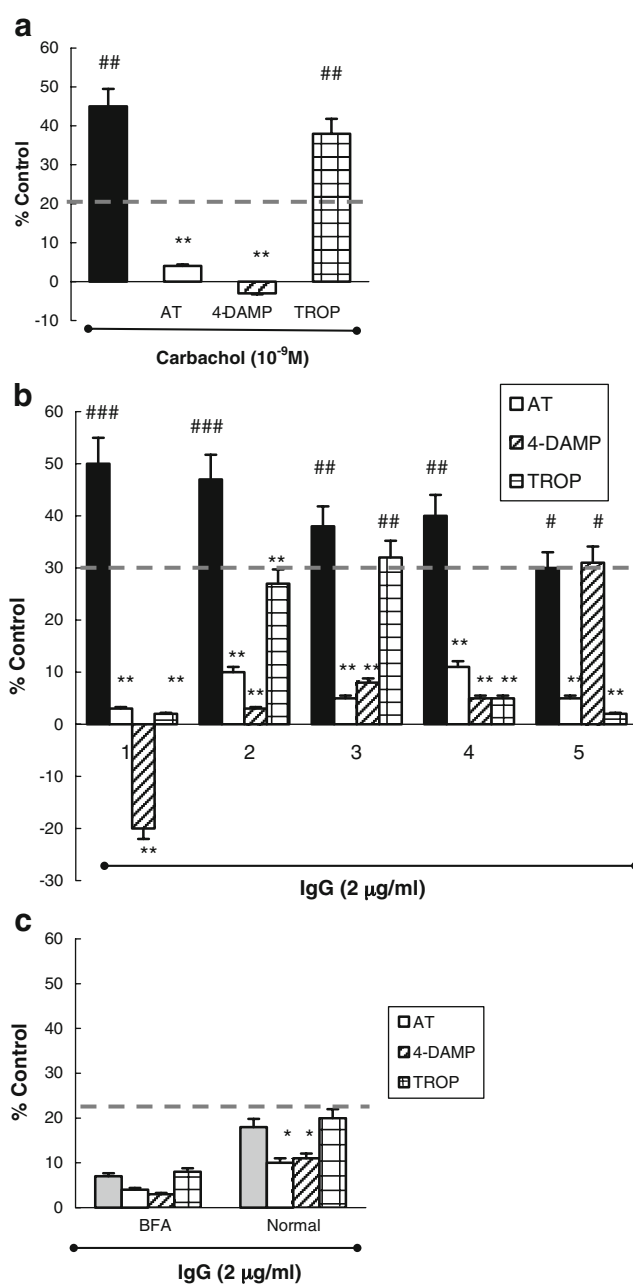 a
##
##
60
50
40
30
20
10
0
-10
% Control
**
**
AT 4-DAMP TROP
Carbachol (10⁻⁹M)
b
60
50
40
30
20
10
0
-10
-20
-30
% Control
###
###
##
##
##
#
#
AT
4-DAMP
TROP
**
**
**
**
**
**
**
**
**
**
**
**
**
**
1 2 3 4 5
IgG (2 µg/ml)
c
60
50
40
30
20
10
0
% Control
AT
4-DAMP
TROP
* *
BFA Normal
IgG (2 µg/ml)